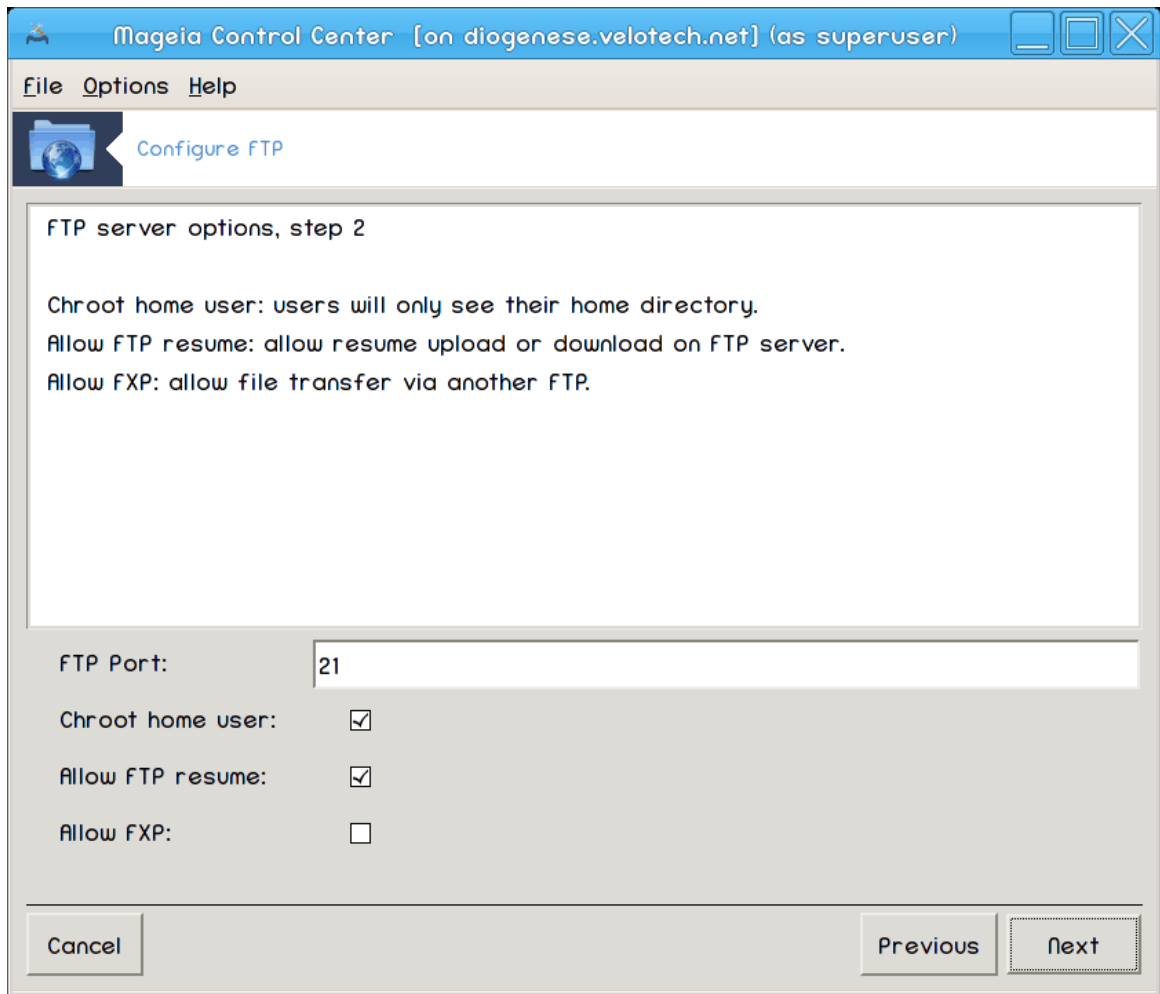 Mageia Control Center [on diogenese.velotech.net] (as superuser)
File Options Help
Configure FTP
FTP server options, step 2
Chroot home user: users will only see their home directory.
Allow FTP resume: allow resume upload or download on FTP server.
Allow FXP: allow file transfer via another FTP.
FTP Port: 21
Chroot home user:
Allow FTP resume:
Allow FXP:
Cancel Previous Next